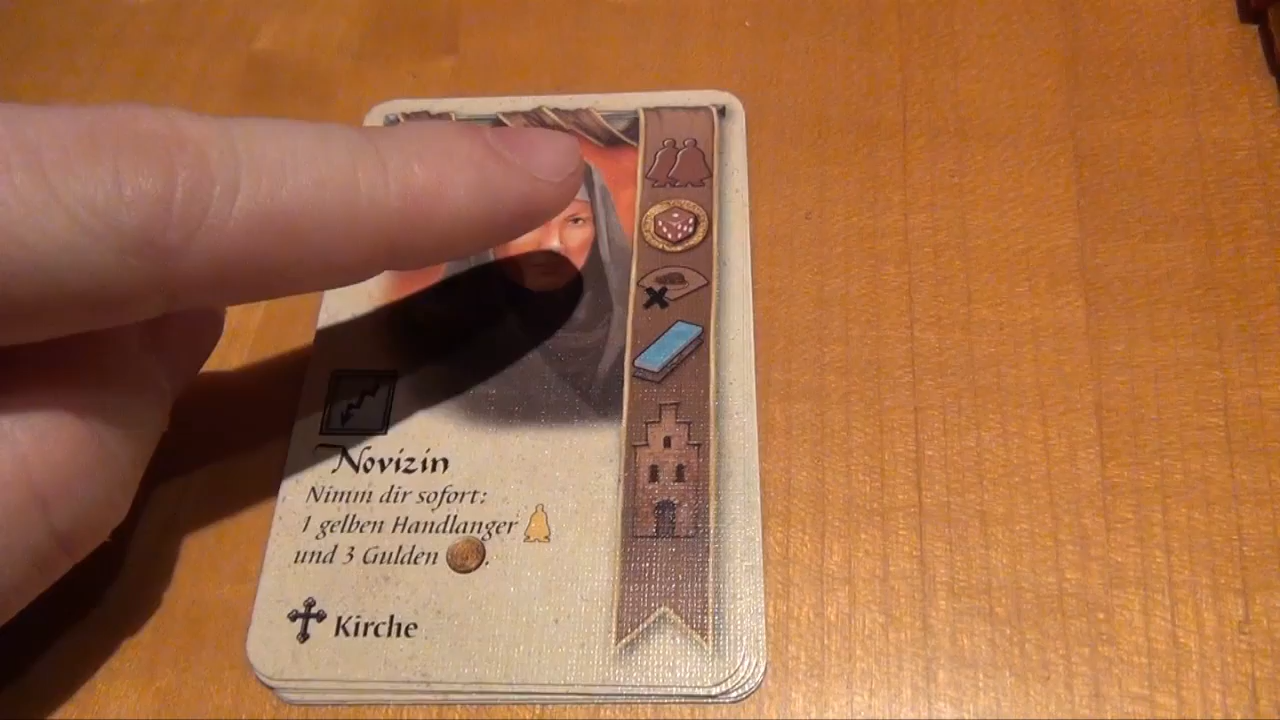 Novizin
Nimm dir sofort:
1 gelben Handlanger
und 3 Gulden .
Kirche